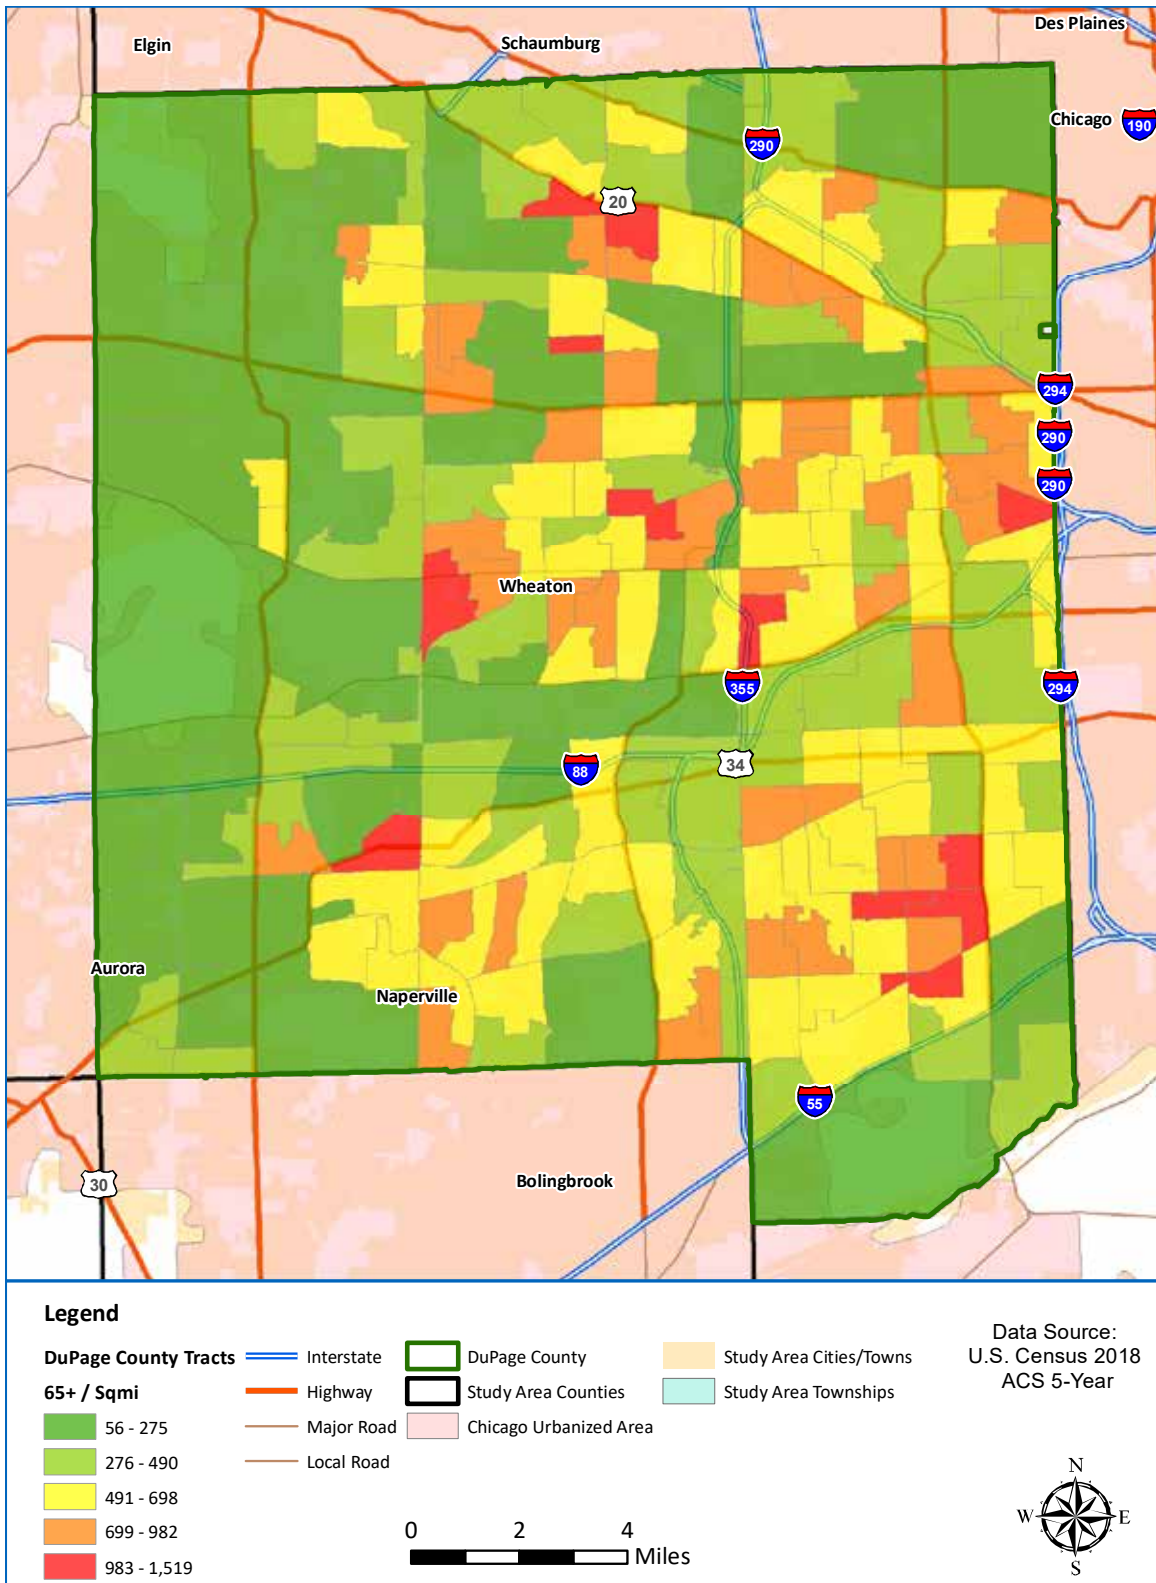 Des Plaines
Elgin
Schaumburg
Chicago
190
290
20
294
290
290
Wheaton
355
294
88
34
Aurora
Naperville
55
30
Bolingbrook
Legend
DuPage County Tracts
65+ / Sqmi
56 - 275
276 - 490
491 - 698
699 - 982
983 - 1,519
Interstate
Highway
Major Road
Local Road
DuPage County
Study Area Counties
Chicago Urbanized Area
Study Area Cities/Towns
Study Area Townships
0 2 4
Miles
Data Source:
U.S. Census 2018
ACS 5-Year
N
W E
S